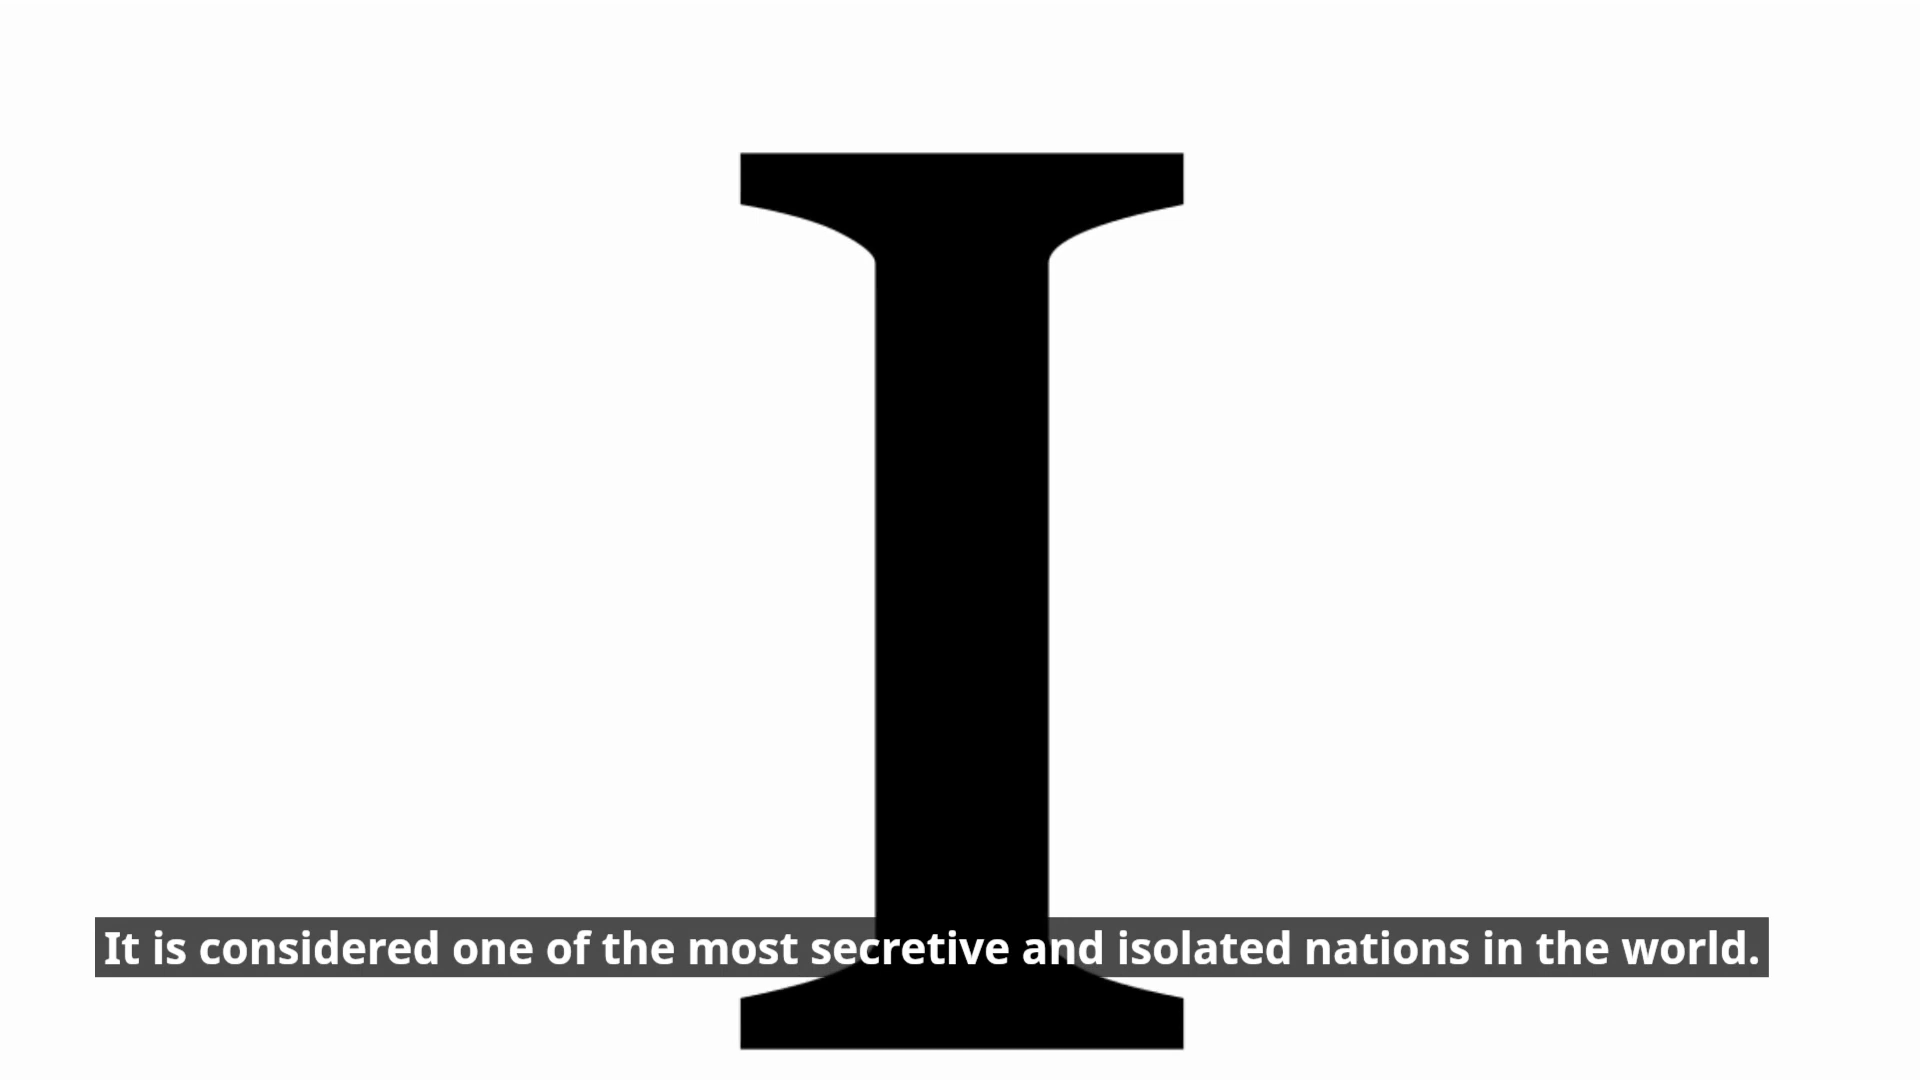 I
It is considered one of the most secretive and isolated nations in the world.